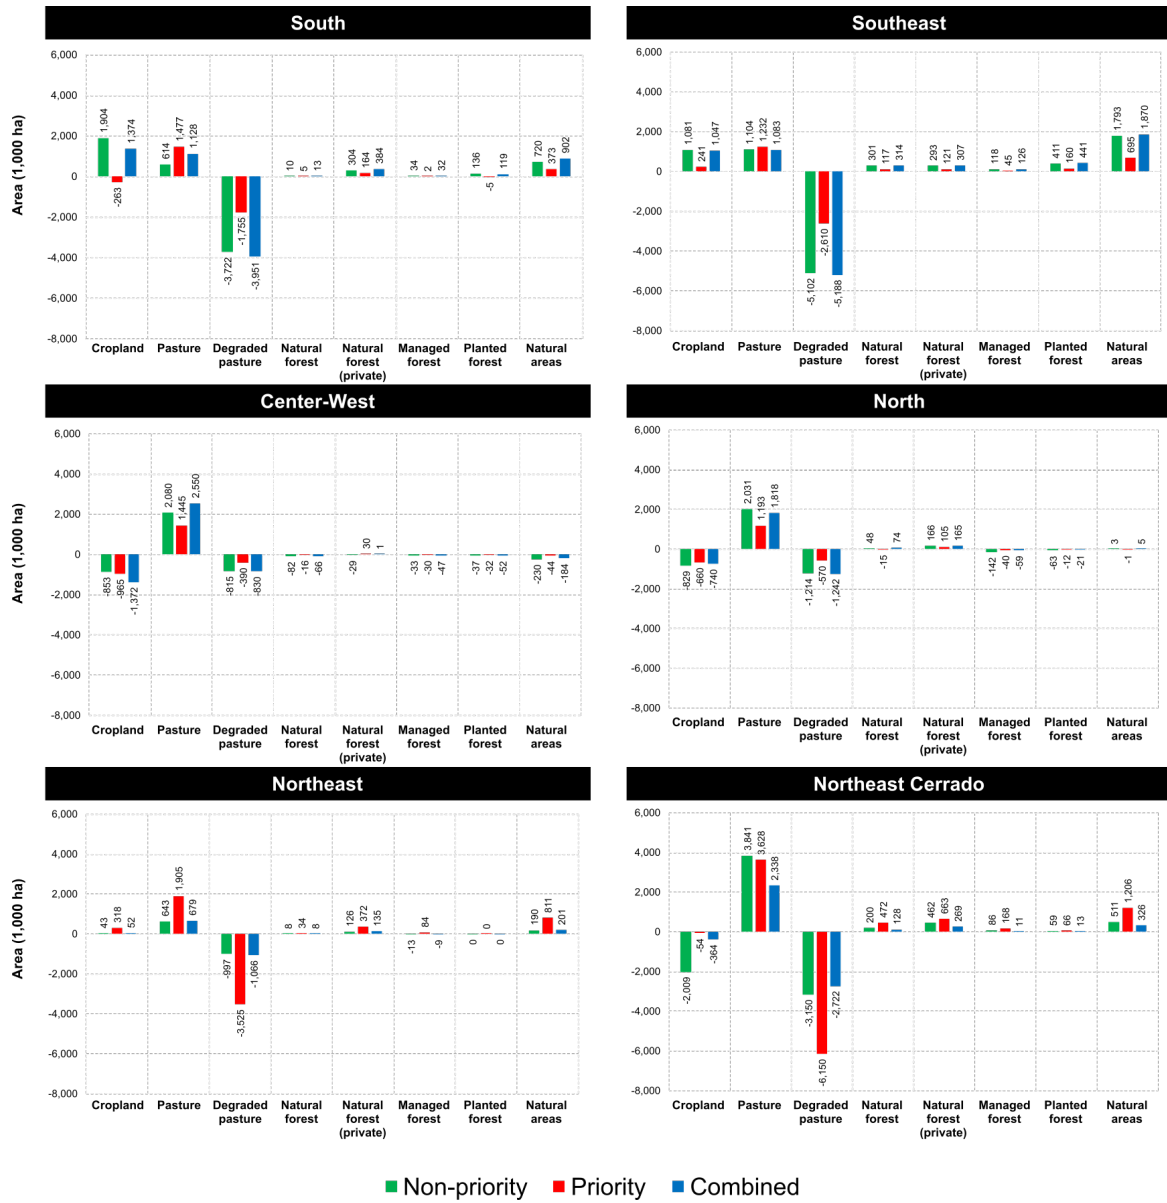 South
Area (1,000 ha)
6,000
4,000
2,000
0
-2,000
-4,000
-6,000
-8,000
1,904 -263 1,374 614 1,477 1,128 -3,722 -1,755 -3,951 10 5 13 304 164 384 34 2 32 136 -5 119 720 373 902
Cropland Pasture Degraded pasture Natural forest Natural forest (private) Managed forest Planted forest Natural areas
Southeast
6,000
4,000
2,000
0
-2,000
-4,000
-6,000
-8,000
1,081 241 1,047 1,104 1,232 1,083 -5,102 -2,610 -5,188 301 117 314 293 121 307 118 45 126 411 160 441 1,793 695 1,870
Cropland Pasture Degraded pasture Natural forest Natural forest (private) Managed forest Planted forest Natural areas
Center-West
Area (1,000 ha)
6,000
4,000
2,000
0
-2,000
-4,000
-6,000
-8,000
-853 -965 -1,372 2,080 1,445 2,550 -815 -390 -830 -82 -16 -66 -29 30 1 -33 -30 -47 -37 -32 -52 -230 -44 -184
Cropland Pasture Degraded pasture Natural forest Natural forest (private) Managed forest Planted forest Natural areas
North
6,000
4,000
2,000
0
-2,000
-4,000
-6,000
-8,000
-829 -660 -740 2,031 1,193 1,818 -1,214 -570 -1,242 48 -15 74 166 105 165 -142 -40 -59 -63 -12 -21 3 -1 5
Cropland Pasture Degraded pasture Natural forest Natural forest (private) Managed forest Planted forest Natural areas
Northeast
Area (1,000 ha)
6,000
4,000
2,000
0
-2,000
-4,000
-6,000
-8,000
43 318 52 643 1,905 679 -997 -3,525 -1,066 8 34 8 126 372 135 -13 84 -9 0 0 0 190 811 201
Cropland Pasture Degraded pasture Natural forest Natural forest (private) Managed forest Planted forest Natural areas
Northeast Cerrado
6,000
4,000
2,000
0
-2,000
-4,000
-6,000
-8,000
-2,009 -54 -364 3,841 3,628 2,338 -3,150 -6,150 -2,722 200 472 128 462 663 269 86 168 11 59 66 13 511 1,206 326
Cropland Pasture Degraded pasture Natural forest Natural forest (private) Managed forest Planted forest Natural areas
Non-priority Priority Combined